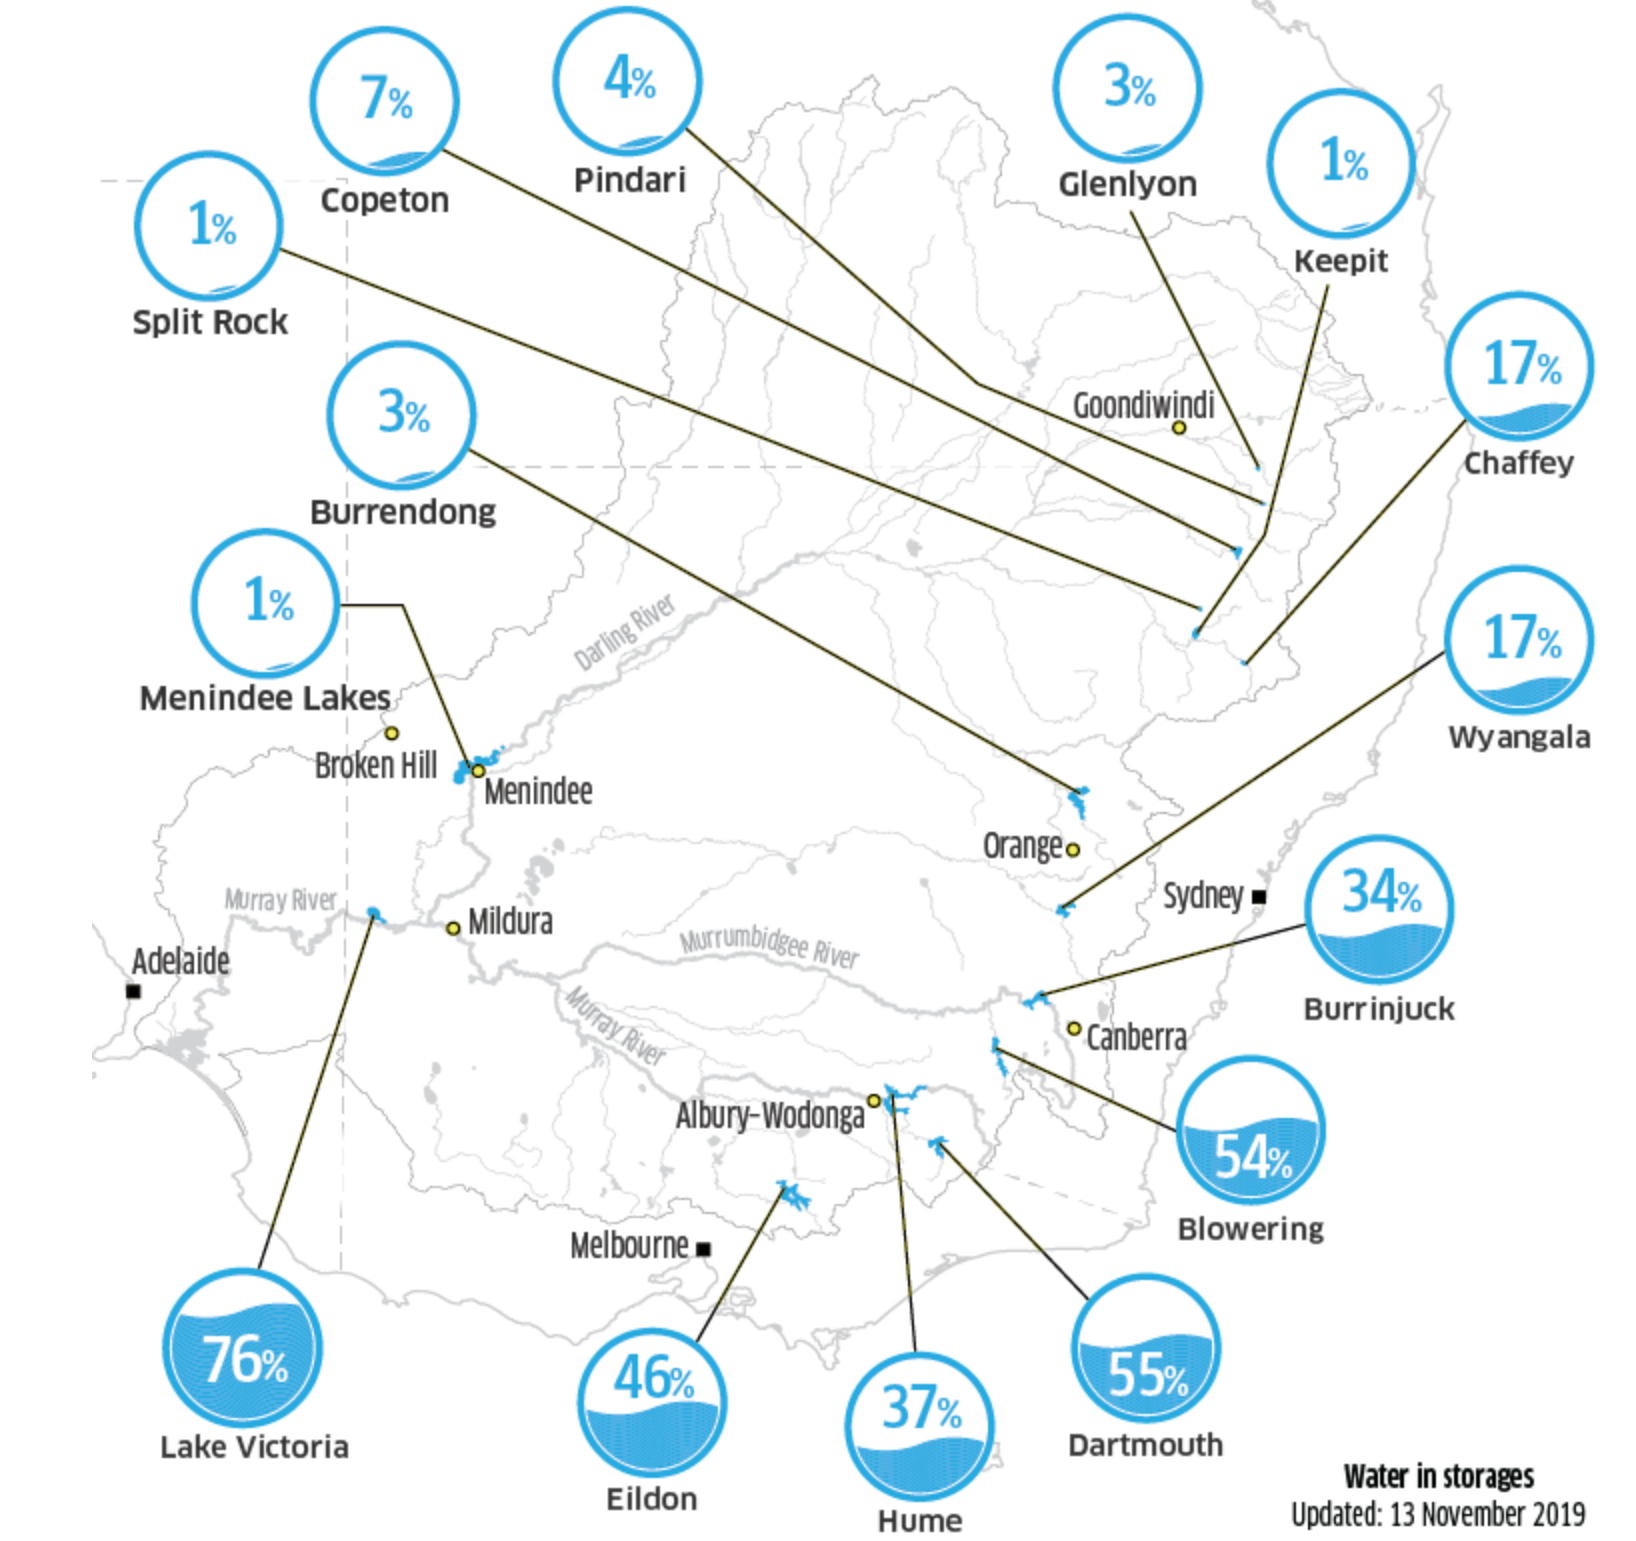 4%
Pindari
3%
Glenlyon
7%
Copeton
1%
Keepit
1%
Split Rock
17%
Chaffey
3%
Burrendong
Goondiwindi
1%
Menindee Lakes
Darling River
17%
Wyangala
Broken Hill
Menindee
Orange
Sydney
34%
Burrinjuck
Murray River
Mildura
Adelaide
Murrumbidgee River
Murray River
Canberra
Albury-Wodonga
54%
Blowering
Melbourne
76%
Lake Victoria
46%
Eildon
37%
Hume
55%
Dartmouth
Water in storages
Updated: 13 November 2019